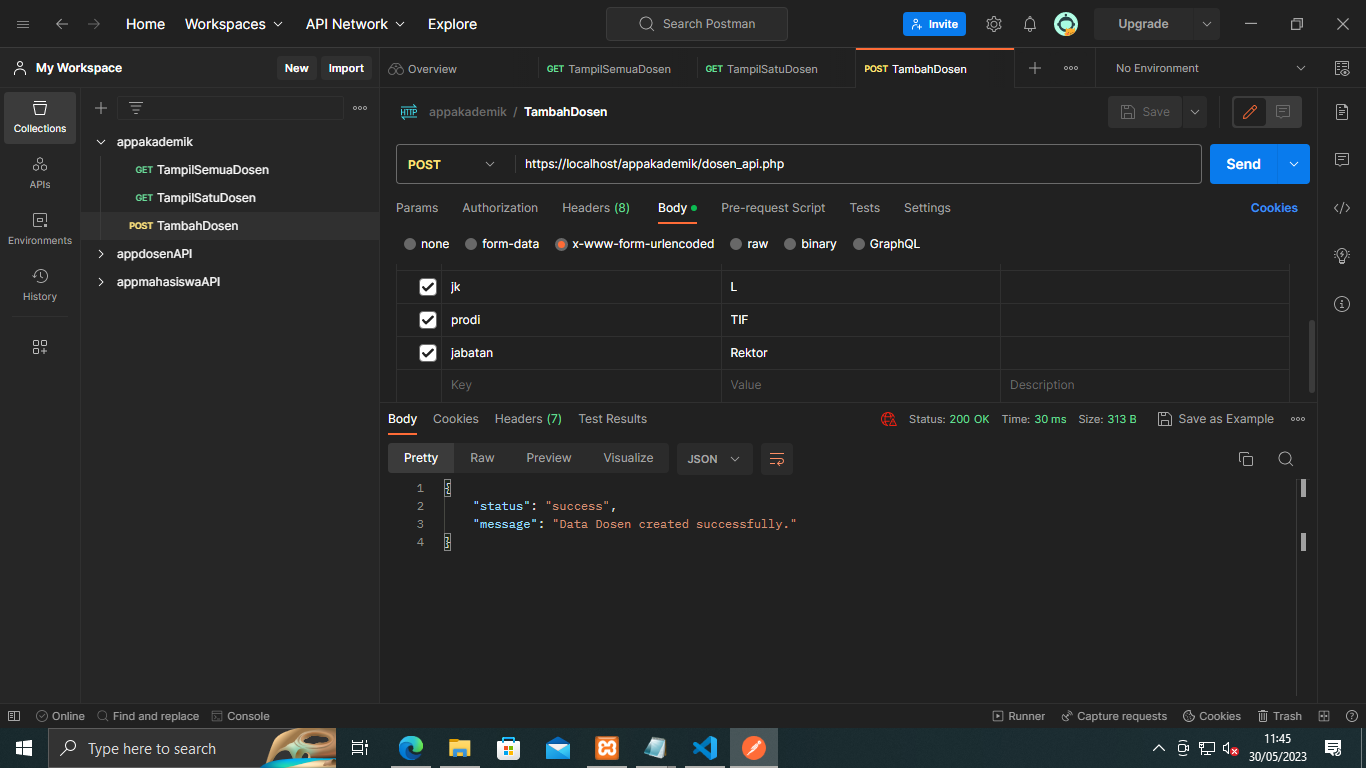 Home Workspaces API Network Explore Search Postman Invite Upgrade
My Workspace New Import Overview GET TampilSemuaDosen GET TampilSatuDosen POST TambahDosen No Environment
Collections
APIs
Environments
History
appakademik
GET TampilSemuaDosen
GET TampilSatuDosen
POST TambahDosen
appdosenAPI
appmahasiswaAPI
HTTP appakademik / TambahDosen Save
POST https://localhost/appakademik/dosen_api.php Send
Params Authorization Headers (8) Body Pre-request Script Tests Settings Cookies
none form-data x-www-form-urlencoded raw binary GraphQL
jk L
prodi TIF
jabatan Rektor
Key Value Description
Body Cookies Headers (7) Test Results Status: 200 OK Time: 30 ms Size: 313 B Save as Example
Pretty Raw Preview Visualize JSON
1 {
2 "status": "success",
3 "message": "Data Dosen created successfully."
4 }
Online Find and replace Console Runner Capture requests Cookies Trash
Type here to search 11:45
30/05/2023